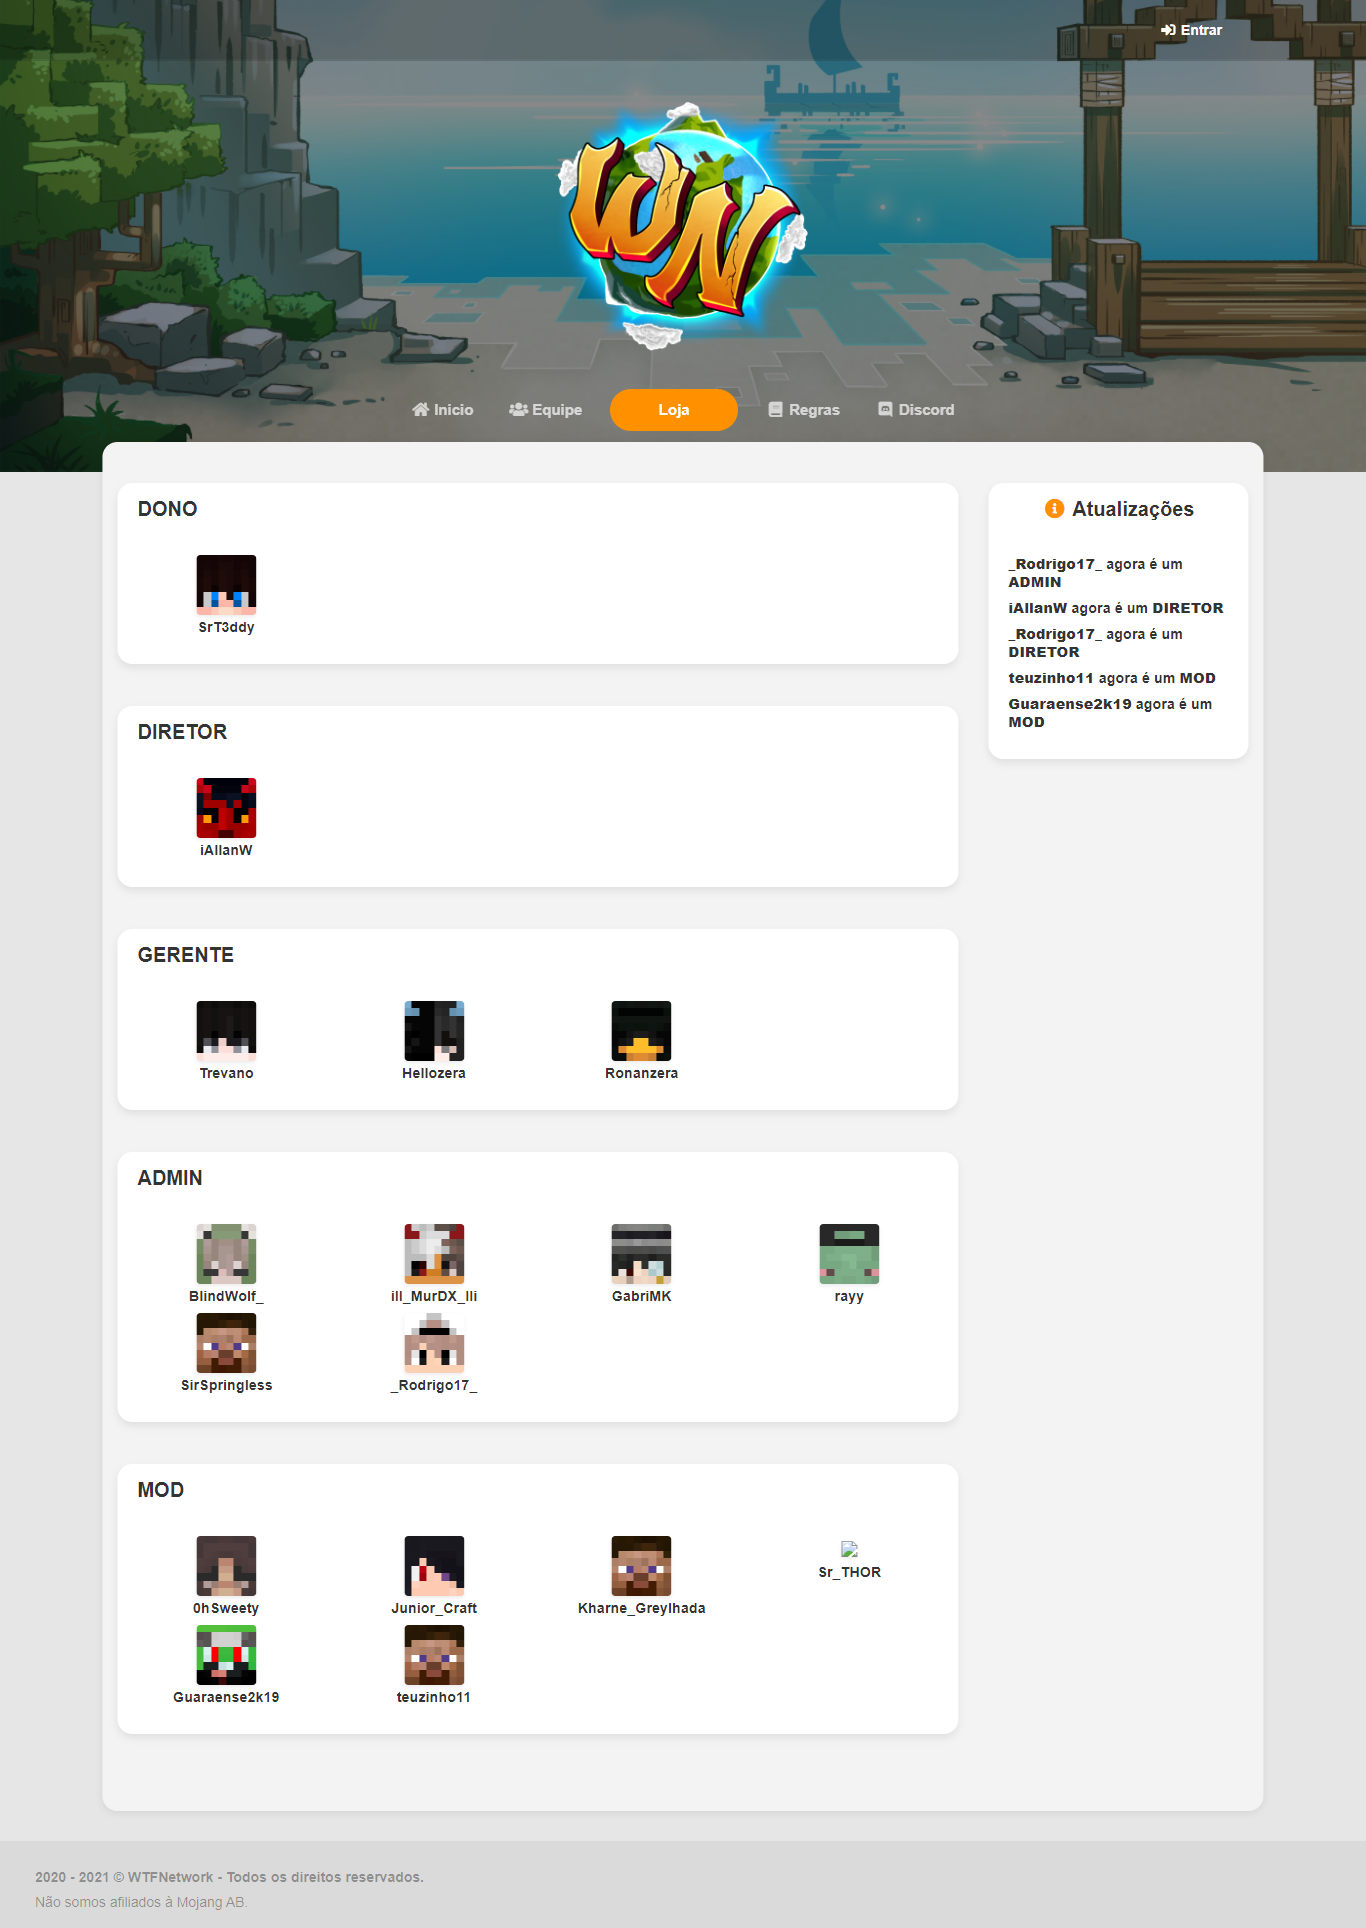 Entrar
WN
Inicio
Equipe
Loja
Regras
Discord
DONO
SrT3ddy
DIRETOR
iAllanW
GERENTE
Trevano
Hellozera
Ronanzera
ADMIN
BlindWolf_
ill_MurDX_lli
GabriMK
rayy
SirSpringless
_Rodrigo17_
MOD
0hSweety
Junior_Craft
Kharne_Greylhada
Sr_THOR
Guaraense2k19
teuzinho11
Atualizações
_Rodrigo17_ agora é um
ADMIN
iAllanW agora é um DIRETOR
_Rodrigo17_ agora é um
DIRETOR
teuzinho11 agora é um MOD
Guaraense2k19 agora é um
MOD
2020 - 2021 © WTFNetwork - Todos os direitos reservados.
Não somos afiliados à Mojang AB.